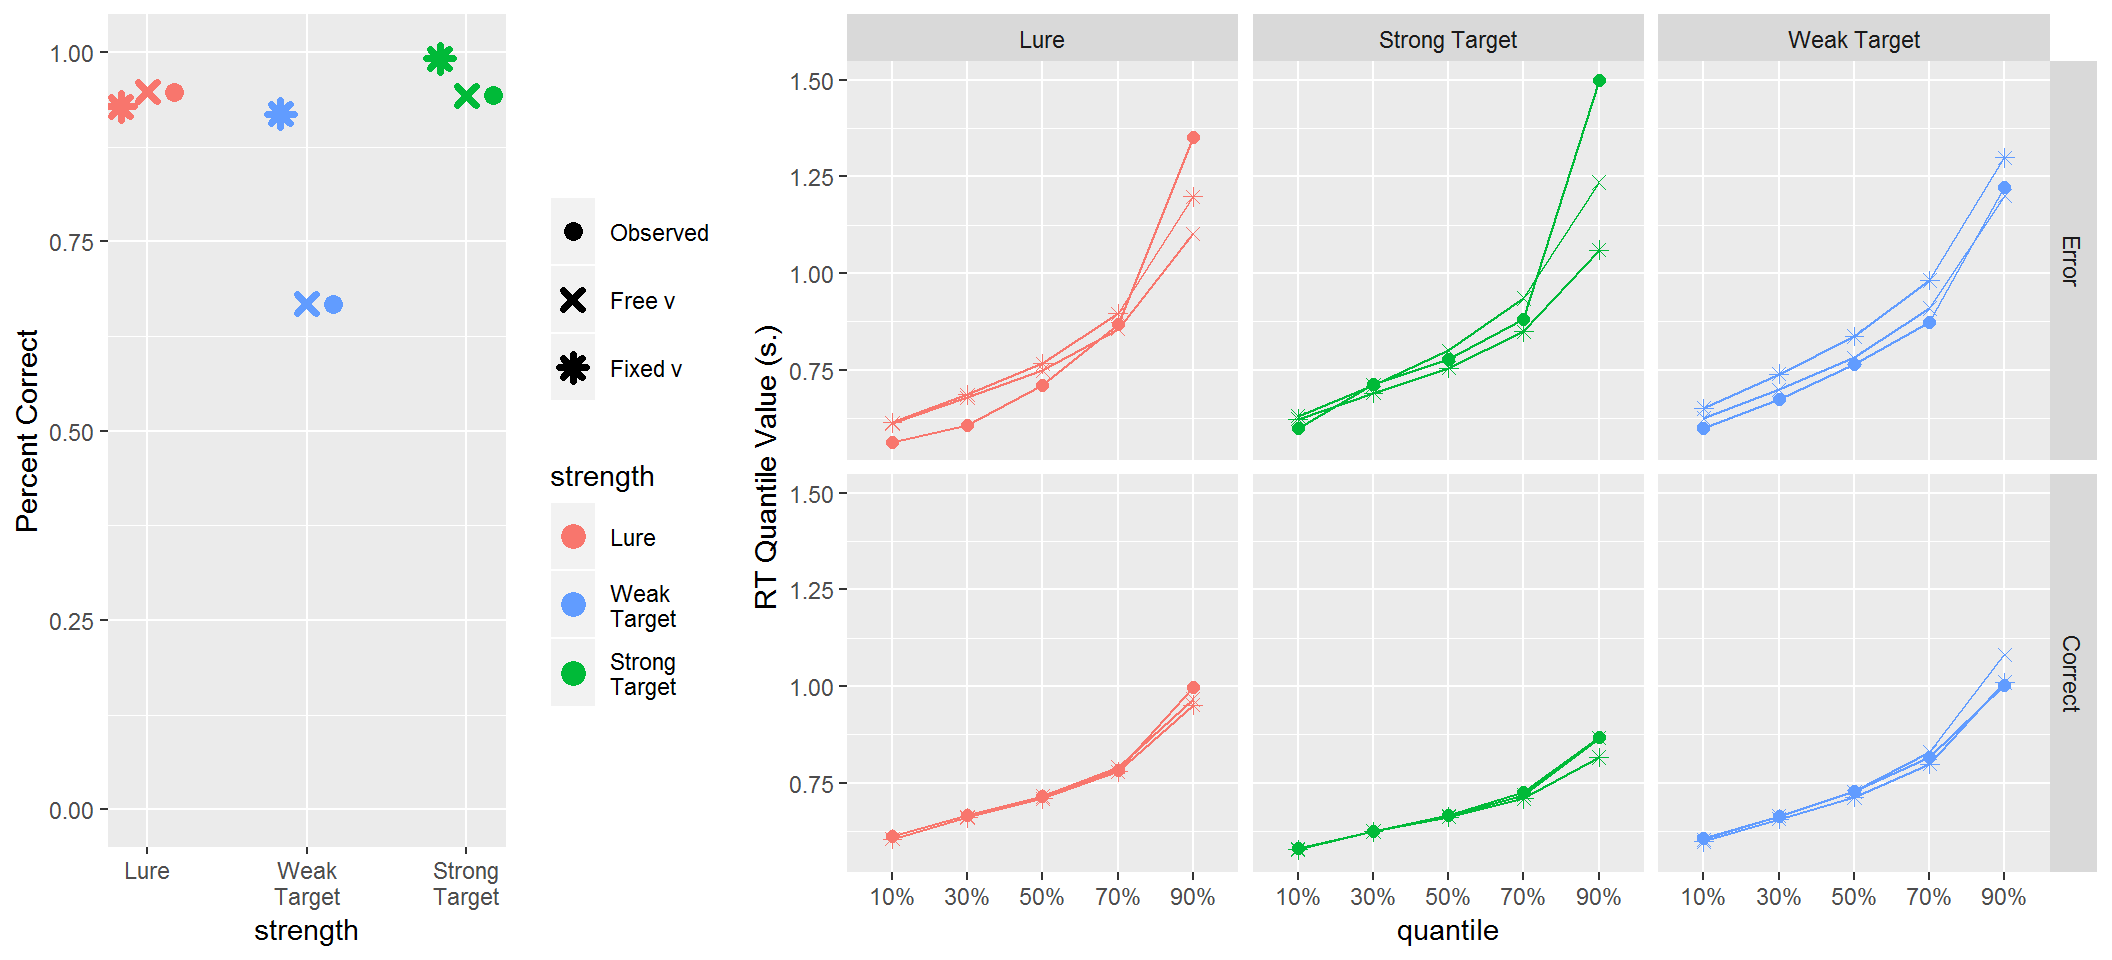 Percent Correct
1.00
0.75
0.50
0.25
0.00
Lure
Weak
Target
Strong
Target
strength
Observed
Free v
Fixed v
strength
Lure
Weak
Target
Strong
Target
RT Quantile Value (s.)
Lure
Strong Target
Weak Target
1.50
1.25
1.00
0.75
Error
1.50
1.25
1.00
0.75
Correct
10%
30%
50%
70%
90%
10%
30%
50%
70%
90%
10%
30%
50%
70%
90%
quantile